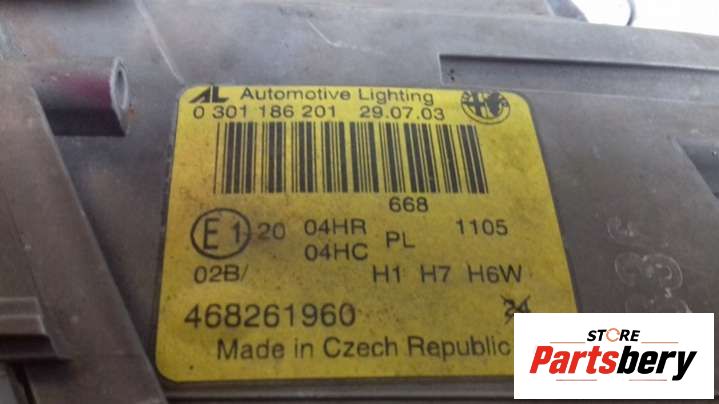 AL Automotive Lighting
0 301 186 201 29.07.03
668
E1 20 04HR PL 1105
04HC
02B/ H1 H7 H6W
468261960 24
Made in Czech Republic
STORE
Partsbery